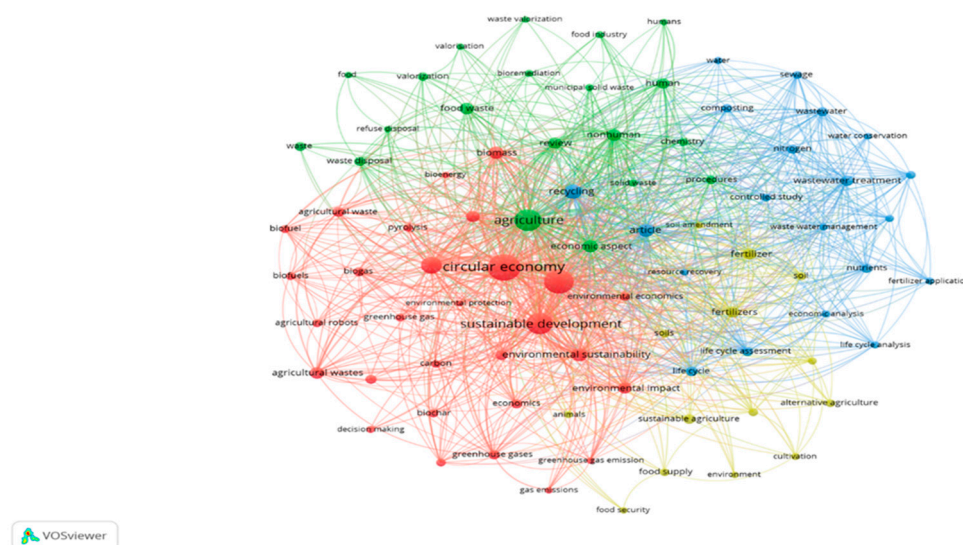 waste valorization
humans
food industry
valorisation
water
food
valorization
bioremediation
sewage
municipal solid waste
human
food waste
composting
wastewater
refuse disposal
nonhuman
water conservation
waste
review
chemistry
nitrogen
biomass
waste disposal
bioenergy
solid waste
procedures
wastewater treatment
recycling
controlled study
agricultural waste
agriculture
biofuel
pyrolysis
article
soil amendment
waste water management
economic aspect
fertilizer
circular economy
biofuels
biogas
resource recovery
soil
nutrients
fertilizer applicatio
environmental economics
environmental protection
agricultural robots
greenhouse gas
sustainable development
fertilizers
economic analysis
soils
life cycle analysis
environmental sustainability
life cycle assessment
carbon
agricultural wastes
life cycle
environmental impact
economics
biochar
animals
sustainable agriculture
alternative agriculture
decision making
greenhouse gases
greenhouse gas emission
cultivation
food supply
environment
gas emissions
food security
VOSviewer